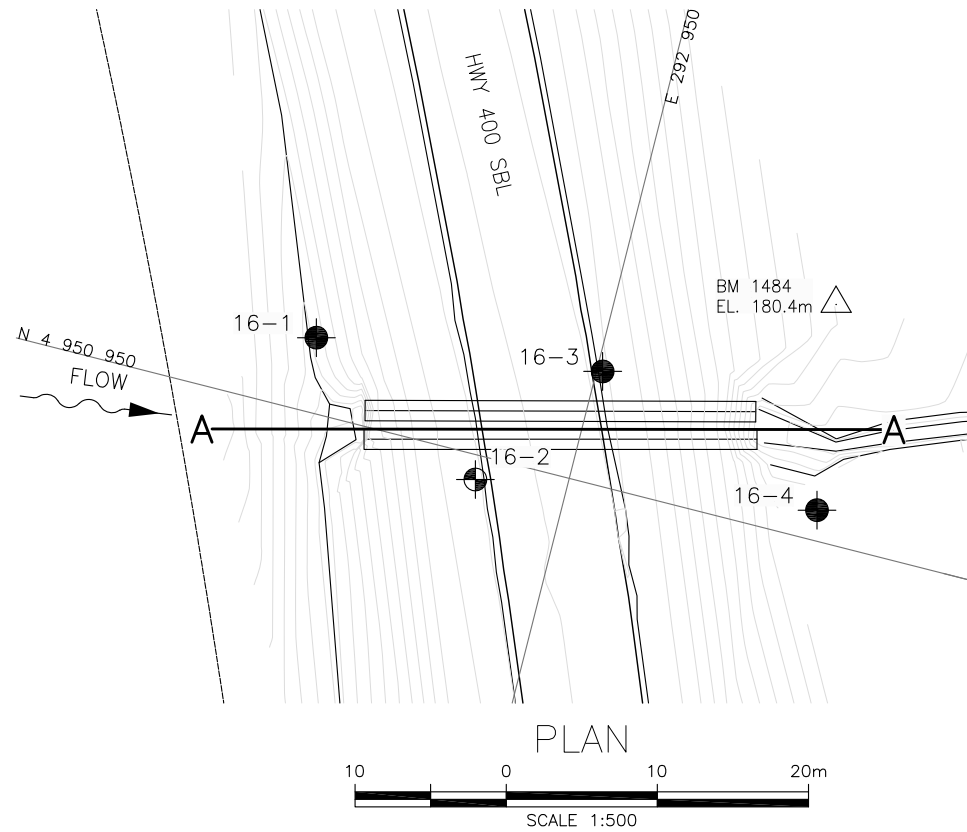 E 292 950
HWY 400 SBL
BM 1484
EL. 180.4m
16-1
N 4 950 950
16-3
FLOW
A
A
16-2
16-4
PLAN
10 0 10 20m
SCALE 1:500